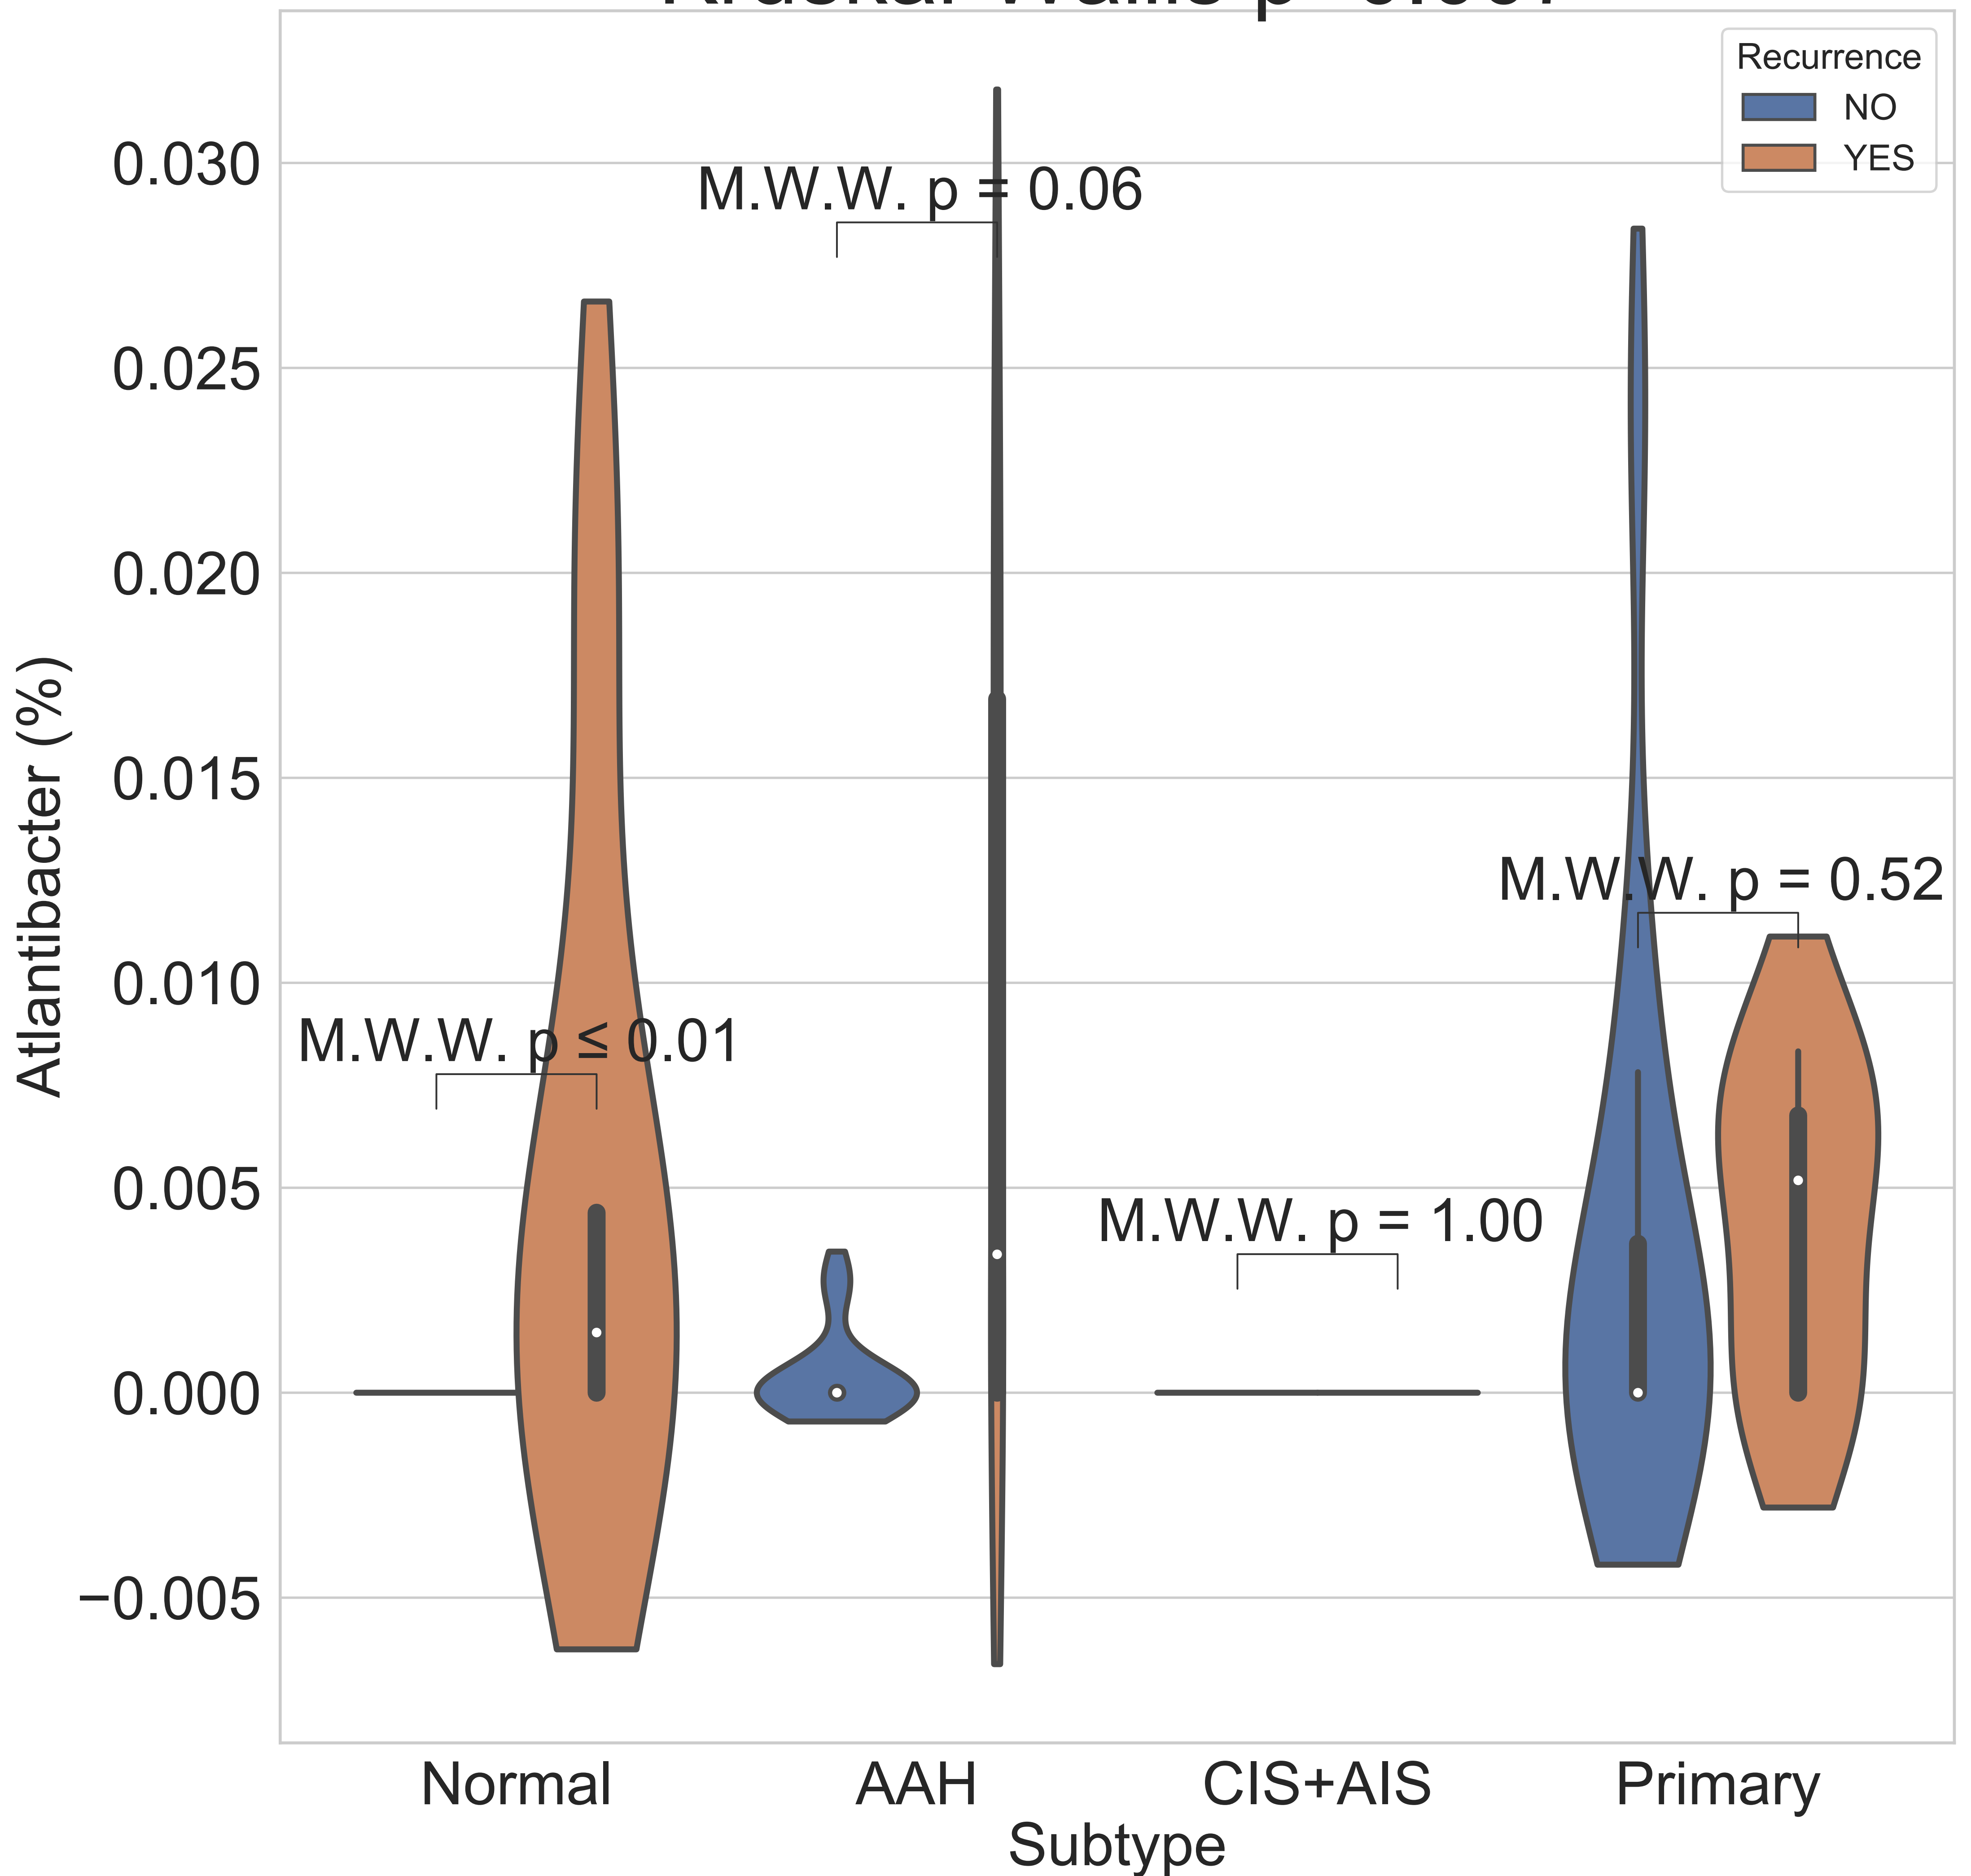 Recurrence
NO
YES
0.030
0.025
0.020
0.015
0.010
0.005
0.000
−0.005
Atlantibacter (%)
M.W.W. p = 0.06
M.W.W. p = 0.52
M.W.W. p ≤ 0.01
M.W.W. p = 1.00
Normal
AAH
CIS+AIS
Primary
Subtype